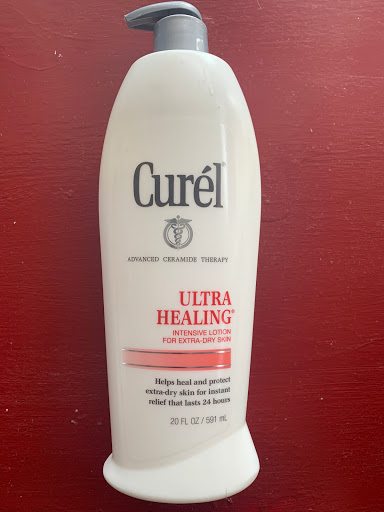 Curél®
ADVANCED CERAMIDE THERAPY
ULTRA
HEALING®
INTENSIVE LOTION
FOR EXTRA-DRY SKIN
Helps heal and protect
extra-dry skin for instant
relief that lasts 24 hours
20 FL OZ / 591 mL